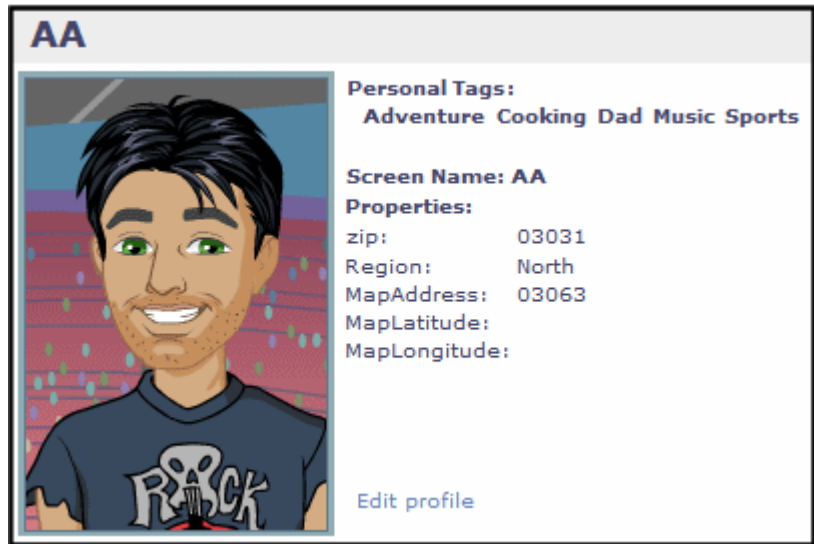 AA
Personal Tags:
Adventure Cooking Dad Music Sports
Screen Name: AA
Properties:
zip: 03031
Region: North
MapAddress: 03063
MapLatitude:
MapLongitude:
ROCK
Edit profile